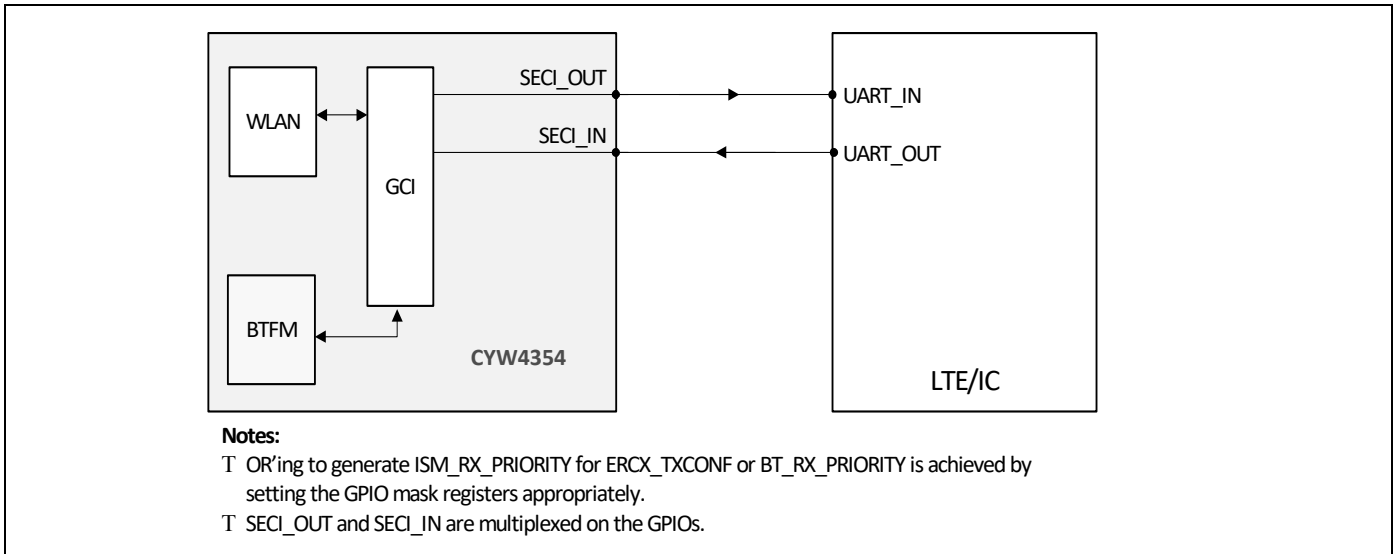 SECI_OUT
UART_IN
WLAN
SECI_IN
UART_OUT
GCI
BTFM
CYW4354
LTE/IC
Notes:
T OR'ing to generate ISM_RX_PRIORITY for ERCX_TXCONF or BT_RX_PRIORITY is achieved by
setting the GPIO mask registers appropriately.
T SECI_OUT and SECI_IN are multiplexed on the GPIOs.